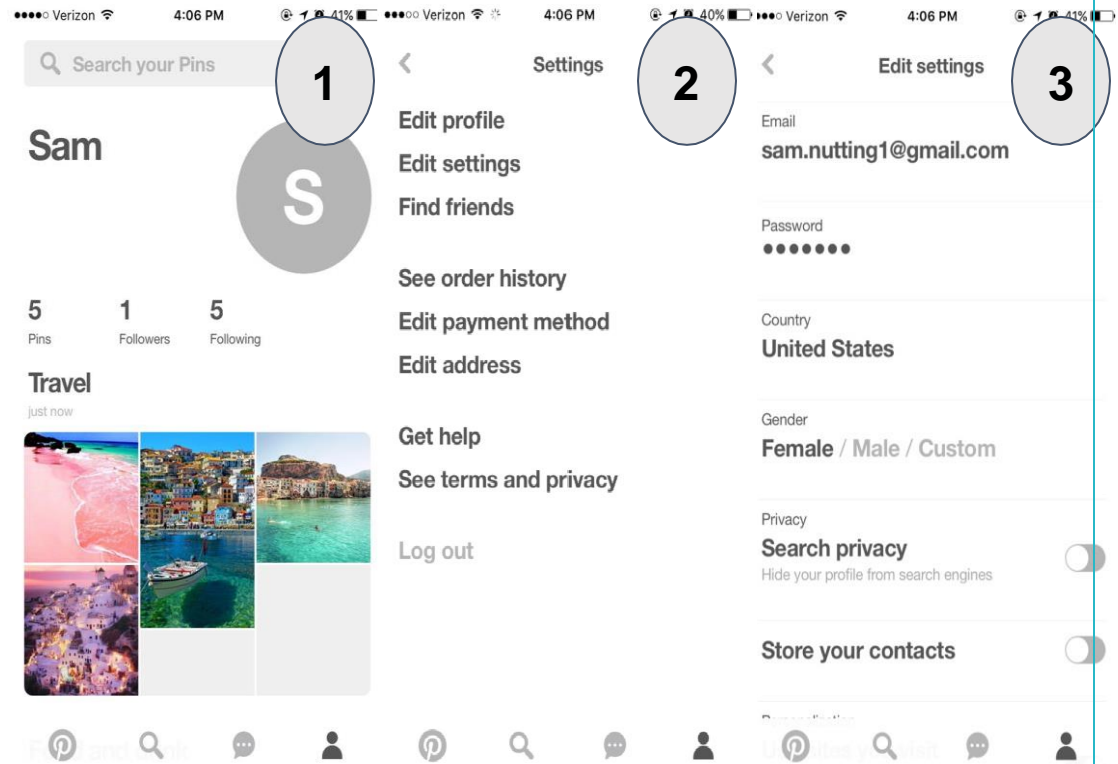 Verizon 4:06 PM 41%
1
Search your Pins
Sam
S
5 1 5
Pins Followers Following
Travel
just now
Food and drink
Verizon 4:06 PM 40%
2
Settings
Edit profile
Edit settings
Find friends
See order history
Edit payment method
Edit address
Get help
See terms and privacy
Log out
Verizon 4:06 PM 41%
3
Edit settings
Email
sam.nutting1@gmail.com
Password
Country
United States
Gender
Female / Male / Custom
Privacy
Search privacy
Hide your profile from search engines
Store your contacts